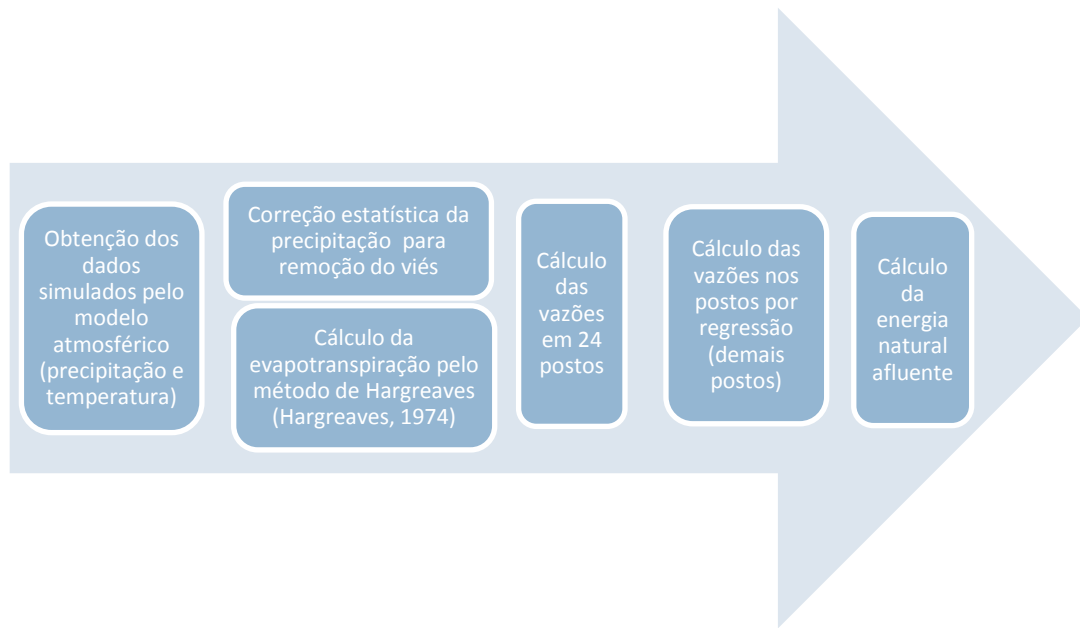 Obtenção dos
dados
simulados pelo
modelo
atmosférico
(precipitação e
temperatura)
Correção estatística da
precipitação para
remoção do viés
Cálculo da
evapotranspiração pelo
método de Hargreaves
(Hargreaves, 1974)
Cálculo
das
vazões
em 24
postos
Cálculo das
vazões nos
postos por
regressão
(demais
postos)
Cálculo
da
energia
natural
afluente